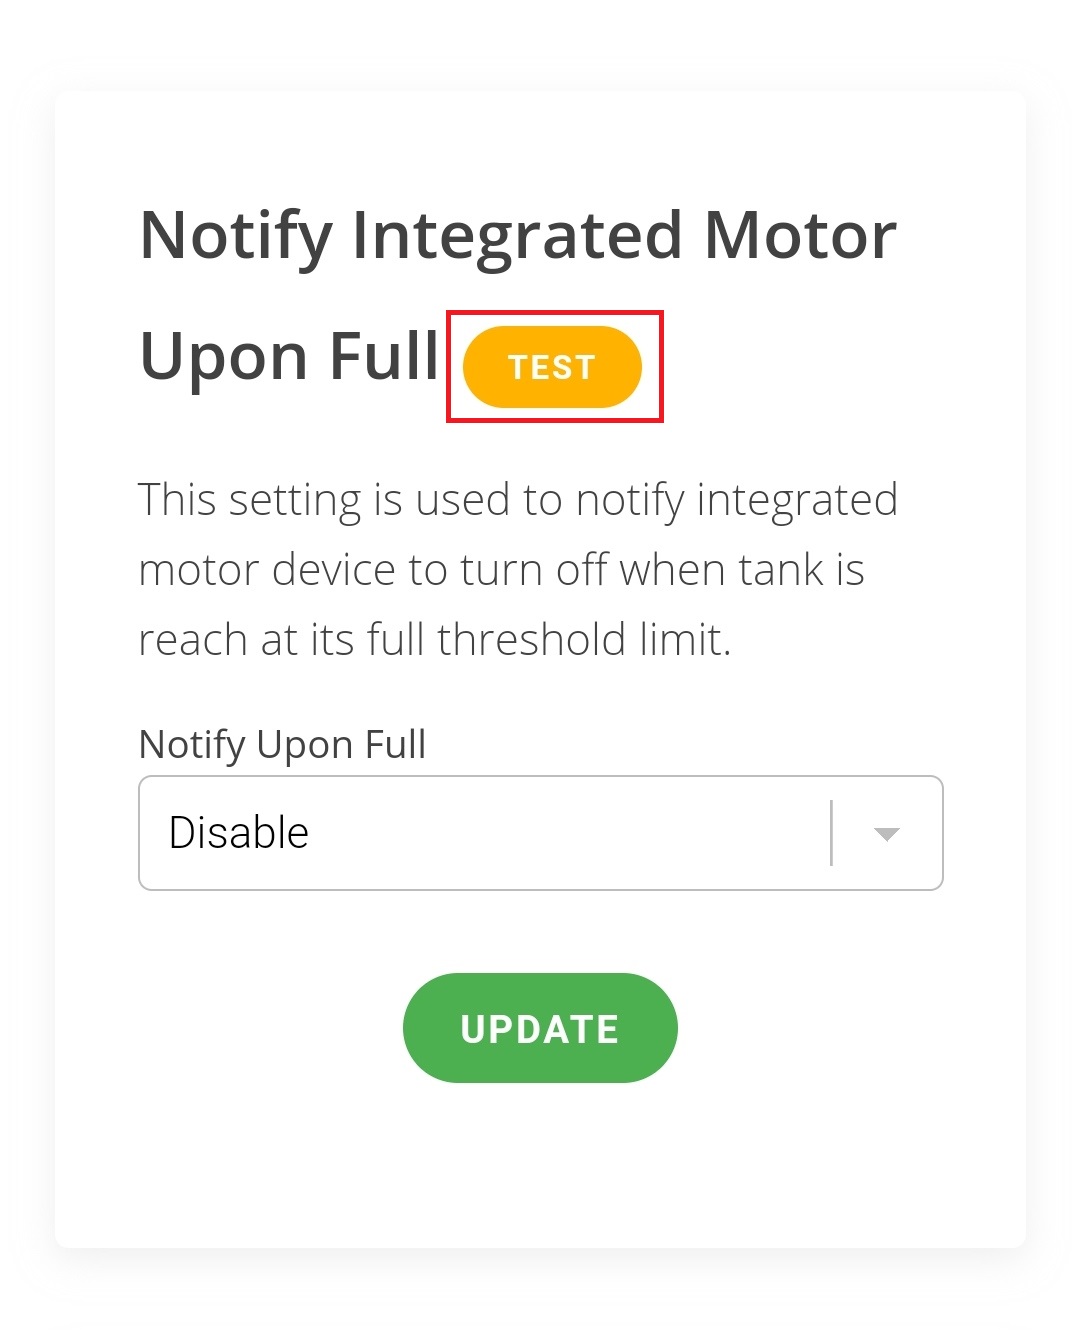 Notify Integrated Motor
Upon Full TEST
This setting is used to notify integrated
motor device to turn off when tank is
reach at its full threshold limit.
Notify Upon Full
Disable
UPDATE